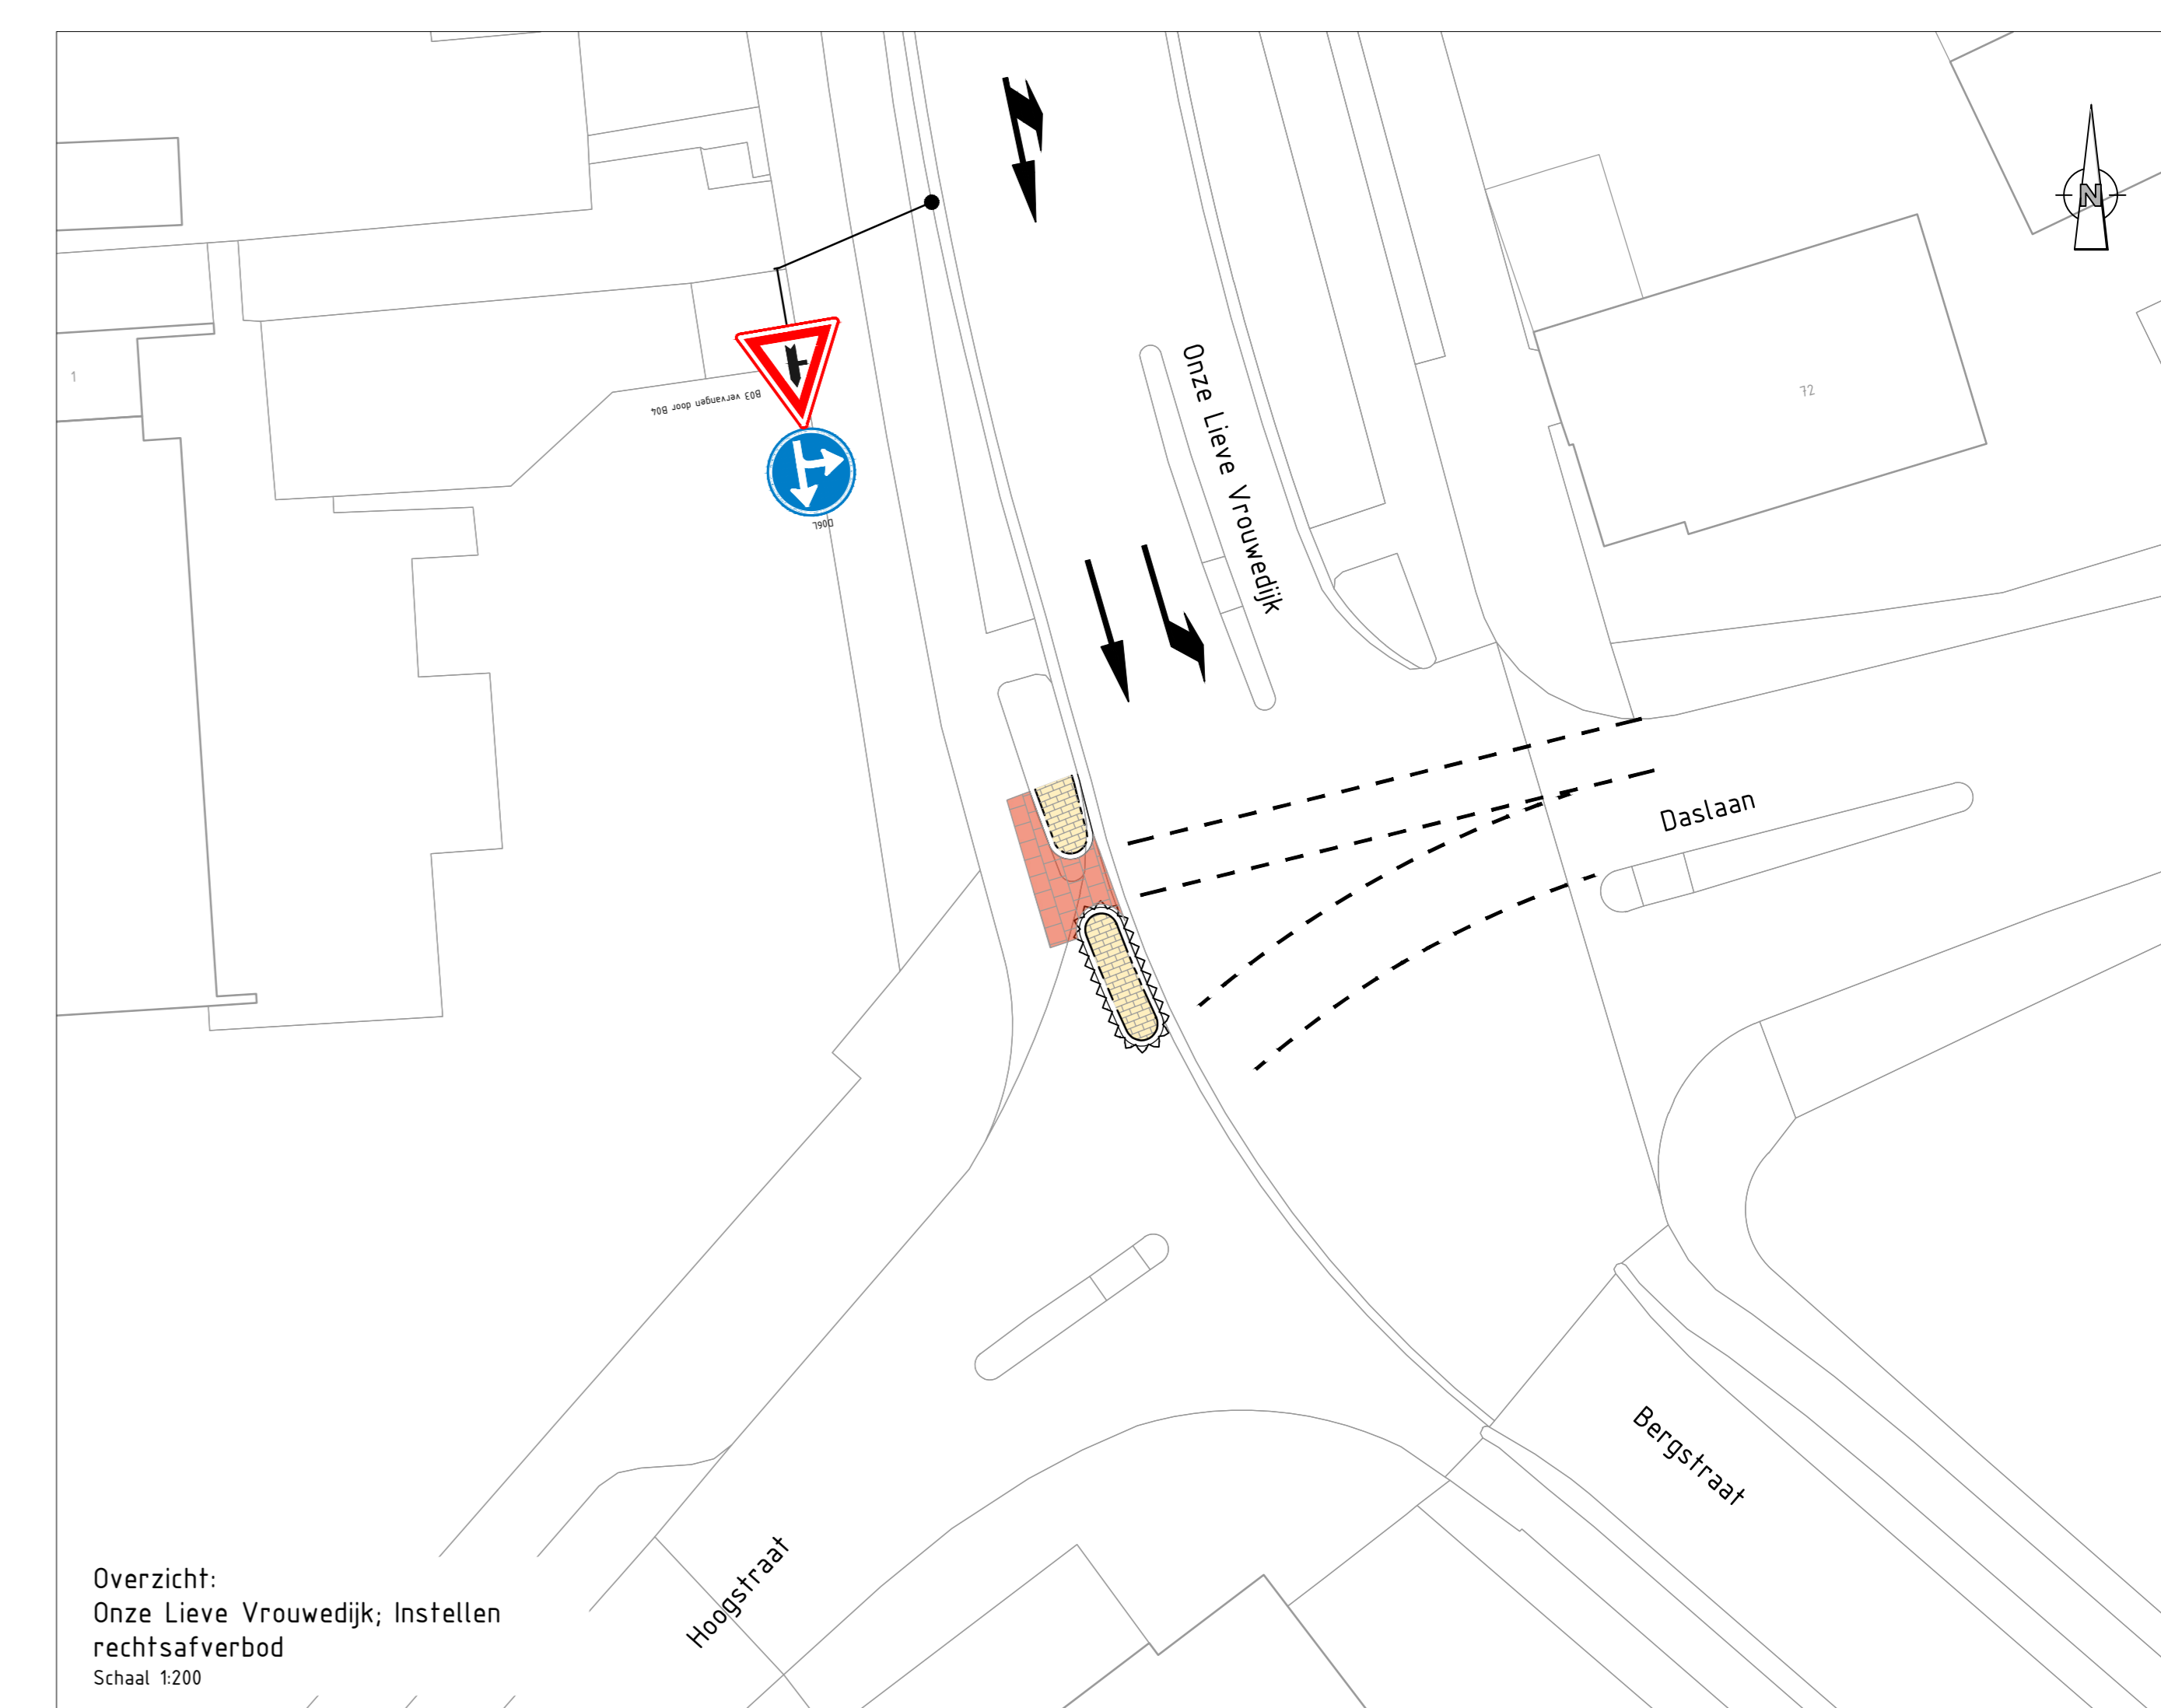 N
1
72
B03 vervangen door B04
D06L
Onze Lieve Vrouwedijk
Daslaan
Bergstraat
Hoogstraat
Overzicht:
Onze Lieve Vrouwedijk; Instellen
rechtsafverbod
Schaal 1:200